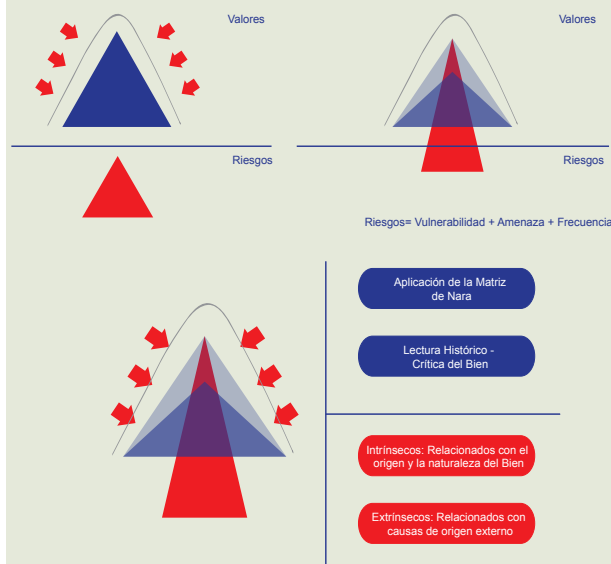 Valores
Riesgos
Valores
Riesgos
Riesgos= Vulnerabilidad + Amenaza + Frecuencia
Aplicación de la Matriz
de Nara
Lectura Histórico -
Crítica del Bien
Intrínsecos: Relacionados con el
origen y la naturaleza del Bien
Extrínsecos: Relacionados con
causas de origen externo